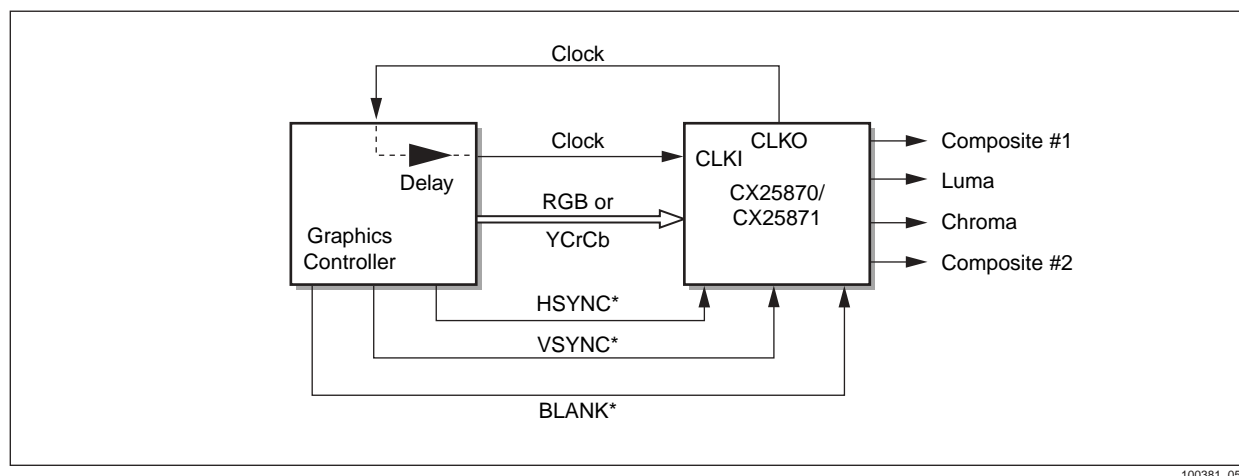 Clock
Clock
CLKO
CLKI
Delay
CX25870/
CX25871
RGB or
YCrCb
Graphics
Controller
Composite #1
Luma
Chroma
Composite #2
HSYNC*
VSYNC*
BLANK*